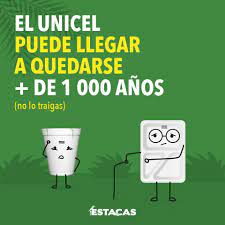 EL UNICEL
PUEDE LLEGAR
A QUEDARSE
+ DE 1 000 AÑOS
(no lo traigas)
ESTACAS